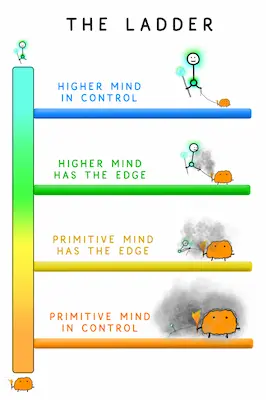 THE LADDER
HIGHER MIND
IN CONTROL
HIGHER MIND
HAS THE EDGE
PRIMITIVE MIND
HAS THE EDGE
PRIMITIVE MIND
IN CONTROL